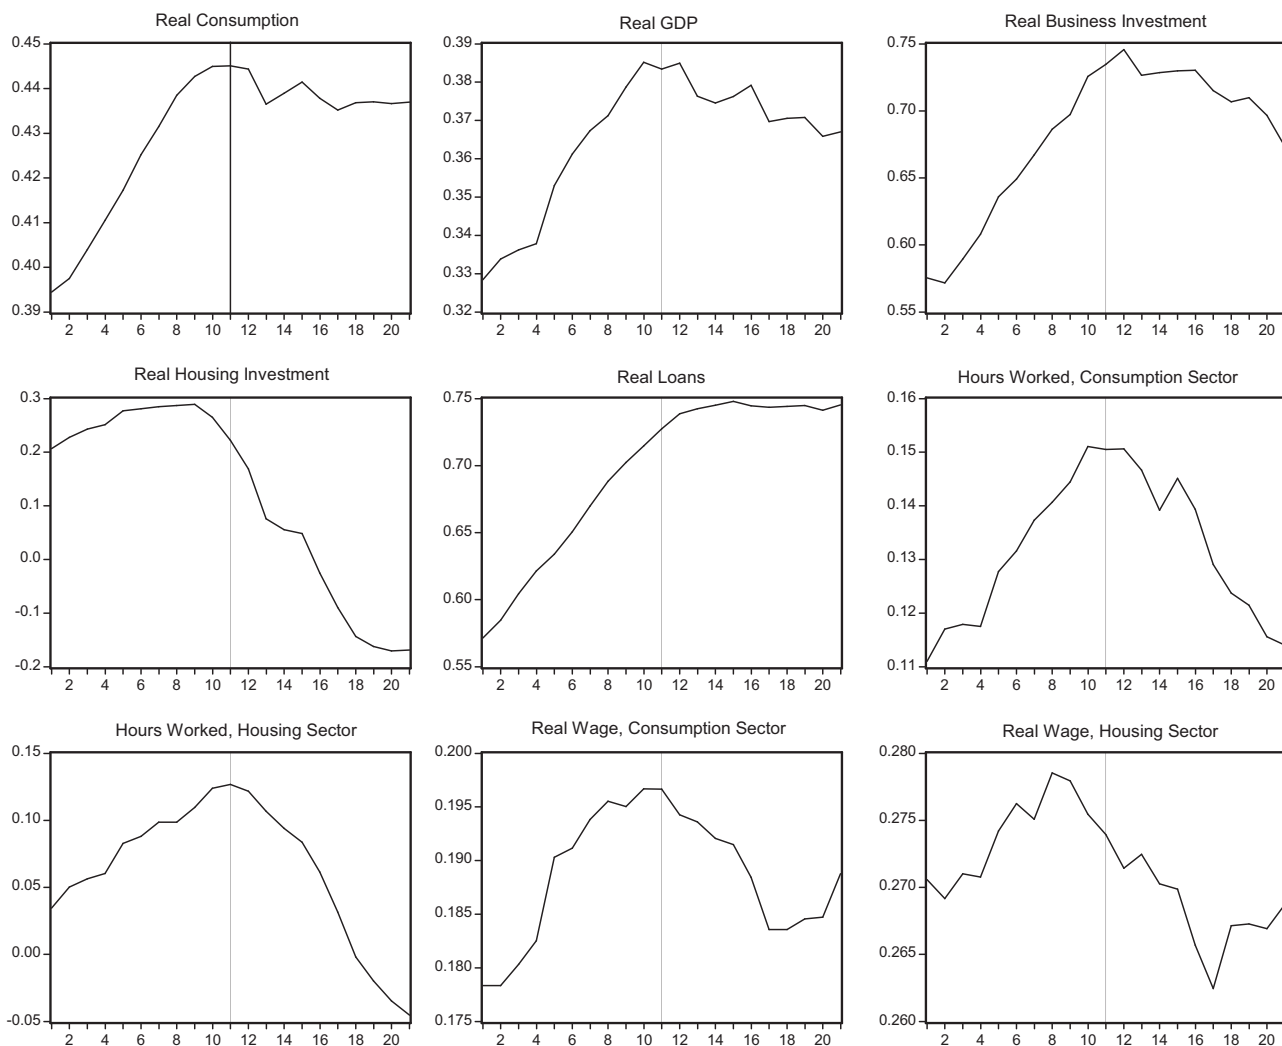 Real Consumption
0.45
0.44
0.43
0.42
0.41
0.40
0.39
2 4 6 8 10 12 14 16 18 20
Real GDP
0.39
0.38
0.37
0.36
0.35
0.34
0.33
0.32
2 4 6 8 10 12 14 16 18 20
Real Business Investment
0.75
0.70
0.65
0.60
0.55
2 4 6 8 10 12 14 16 18 20
Real Housing Investment
0.3
0.2
0.1
0.0
-0.1
-0.2
2 4 6 8 10 12 14 16 18 20
Real Loans
0.75
0.70
0.65
0.60
0.55
2 4 6 8 10 12 14 16 18 20
Hours Worked, Consumption Sector
0.16
0.15
0.14
0.13
0.12
0.11
2 4 6 8 10 12 14 16 18 20
Hours Worked, Housing Sector
0.15
0.10
0.05
0.00
-0.05
2 4 6 8 10 12 14 16 18 20
Real Wage, Consumption Sector
0.200
0.195
0.190
0.185
0.180
0.175
2 4 6 8 10 12 14 16 18 20
Real Wage, Housing Sector
0.280
0.275
0.270
0.265
0.260
2 4 6 8 10 12 14 16 18 20